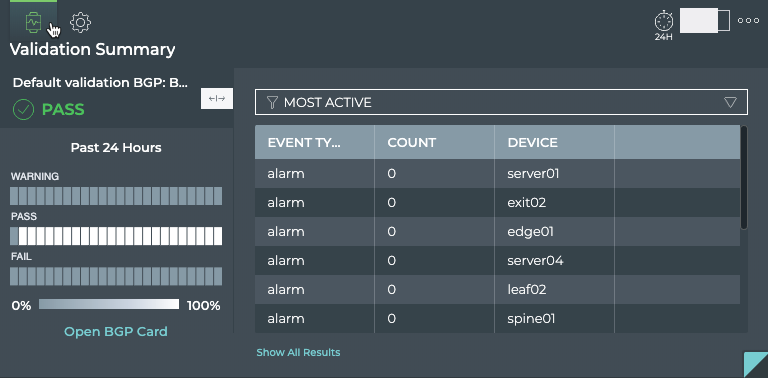 24H
Validation Summary
Default validation BGP: B...
PASS
Past 24 Hours
WARNING
PASS
FAIL
0% 100%
Open BGP Card
MOST ACTIVE
EVENT TY... COUNT DEVICE
alarm 0 server01
alarm 0 exit02
alarm 0 edge01
alarm 0 server04
alarm 0 leaf02
alarm 0 spine01
Show All Results